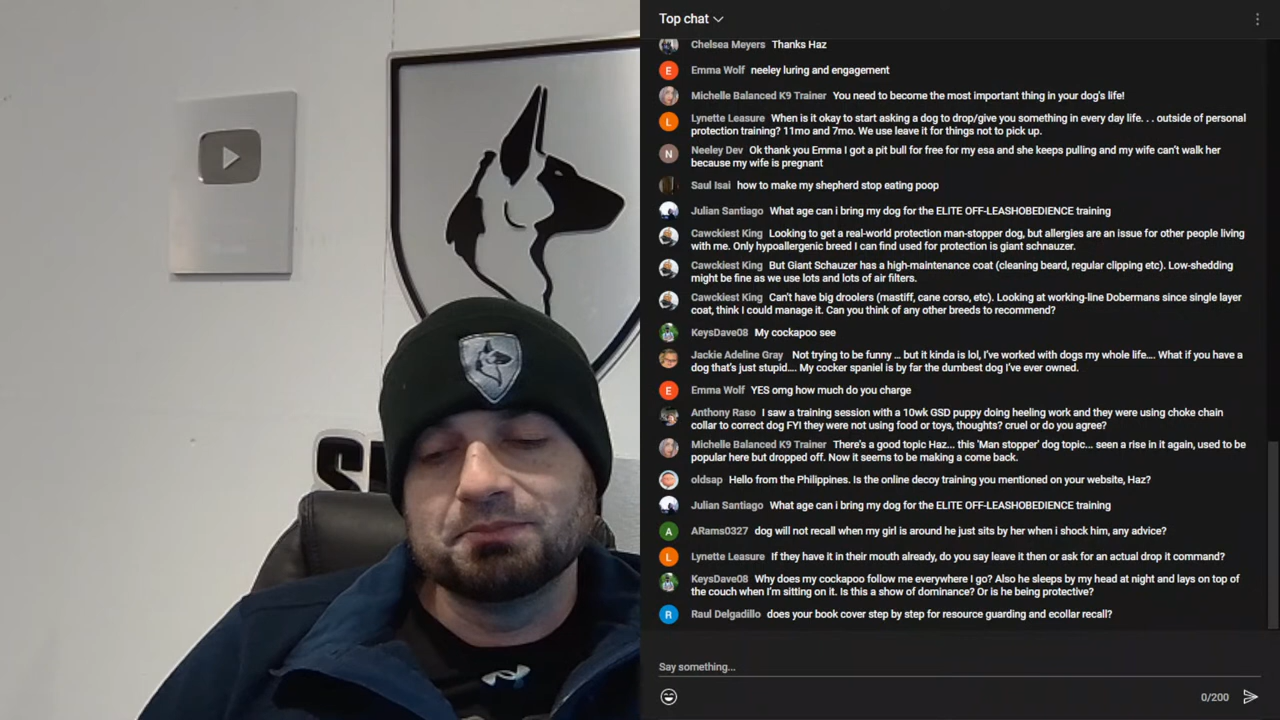 Top chat
Chelsea Meyers Thanks Haz
Emma Wolf neeley luring and engagement
Michelle Balanced K9 Trainer You need to become the most important thing in your dog's life!
Lynette Leasure When is it okay to start asking a dog to drop/give you something in every day life. . . outside of personal
protection training? 11mo and 7mo. We use leave it for things not to pick up.
Neeley Dev Ok thank you Emma I got a pit bull for free for my esa and she keeps pulling and my wife can't walk her
because my wife is pregnant
Saul Isai how to make my shepherd stop eating poop
Julian Santiago What age can i bring my dog for the ELITE OFF-LEASHOBEDIENCE training
Cawckiest King Looking to get a real-world protection man-stopper dog, but allergies are an issue for other people living
with me. Only hypoallergenic breed I can find used for protection is giant schnauzer.
Cawckiest King But Giant Schauzer has a high-maintenance coat (cleaning beard, regular clipping etc). Low-shedding
might be fine as we use lots and lots of air filters.
Cawckiest King Can't have big droolers (mastiff, cane corso, etc). Looking at working-line Dobermans since single layer
coat, think I could manage it. Can you think of any other breeds to recommend?
KeysDave08 My cockapoo see
Jackie Adeline Gray Not trying to be funny .. but it kinda is lol, I've worked with dogs my whole life.... What if you have a
dog that's just stupid.... My cocker spaniel is by far the dumbest dog I've ever owned.
E
Emma Wolf YES omg how much do you charge
Anthony Raso I saw a training session with a 10wk GSD puppy doing heeling work and they were using choke chain
collar to correct dog FYI they were not using food or toys, thoughts? cruel or do you agree?
Michelle Balanced K9 Trainer There's a good topic Haz... this 'Man stopper' dog topic... seen a rise in it again, used to be
popular here but dropped off. Now it seems to be making a come back.
oldsap Hello from the Philippines. Is the online decoy training you mentioned on your website, Haz?
Julian Santiago What age can i bring my dog for the ELITE OFF-LEASHOBEDIENCE training
A
ARams0327 dog will not recall when my girl is around he just sits by her when i shock him, any advice?
L
Lynette Leasure If they have it in their mouth already, do you say leave it then or ask for an actual drop it command?
KeysDave08 Why does my cockapoo follow me everywhere I go? Also he sleeps by my head at night and lays on top of
the couch when I'm sitting on it. Is this a show of dominance? Or is he being protective?
R
Raul Delgadillo does your book cover step by step for resource guarding and ecollar recall?
Say something...
0/200